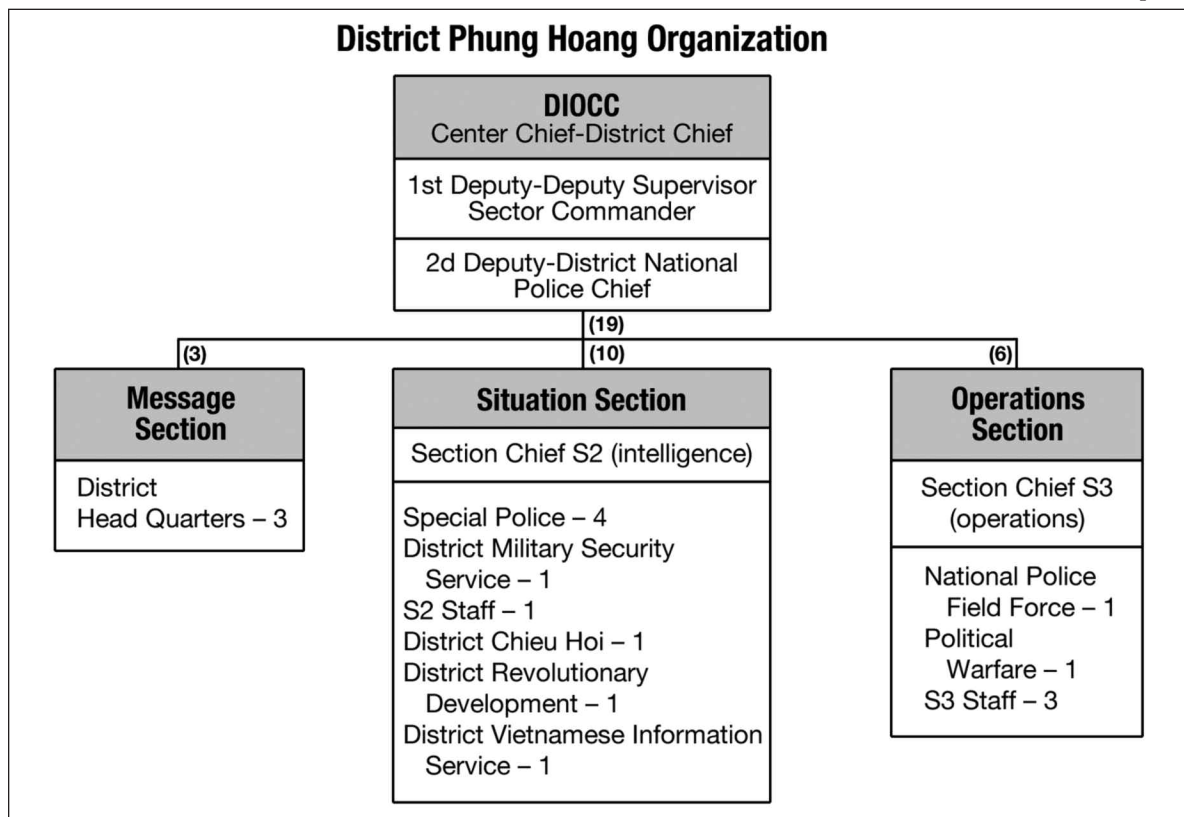 District Phung Hoang Organization
DIOCC
Center Chief-District Chief
1st Deputy-Deputy Supervisor
Sector Commander
2d Deputy-District National
Police Chief
(19)
(3)
(10)
(6)
Message
Section
District
Head Quarters – 3
Situation Section
Section Chief S2 (intelligence)
Special Police – 4
District Military Security
Service – 1
S2 Staff – 1
District Chieu Hoi – 1
District Revolutionary
Development – 1
District Vietnamese Information
Service – 1
Operations
Section
Section Chief S3
(operations)
National Police
Field Force – 1
Political
Warfare – 1
S3 Staff – 3